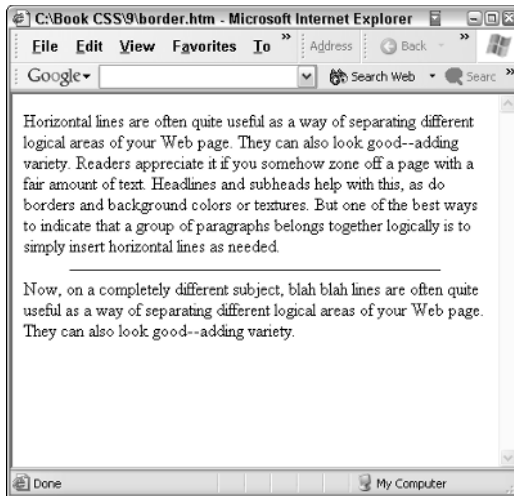 C:\Book CSS\9\border.htm - Microsoft Internet Explorer
File Edit View Favorites To » Address Back »
Google Search Web Searc »
Horizontal lines are often quite useful as a way of separating different
logical areas of your Web page. They can also look good--adding
variety. Readers appreciate it if you somehow zone off a page with a
fair amount of text. Headlines and subheads help with this, as do
borders and background colors or textures. But one of the best ways
to indicate that a group of paragraphs belongs together logically is to
simply insert horizontal lines as needed.
Now, on a completely different subject, blah blah lines are often quite
useful as a way of separating different logical areas of your Web page.
They can also look good--adding variety.
Done My Computer